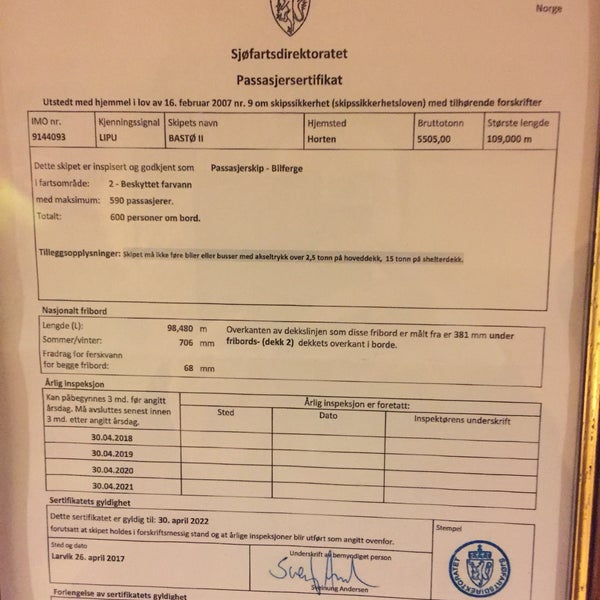 Norge
Sjøfartsdirektoratet
Passasjersertifikat
Utstedt med hjemmel i lov av 16. februar 2007 nr. 9 om skipssikkerhet (skipssikkerhetsloven) med tilhørende forskrifter
IMO nr. Kjenningssignal Skipets navn Hjemsted Bruttotonn Største lengde
9144093 LIPU BASTØ II Horten 5505,00 109,000 m
Dette skipet er inspisert og godkjent som Passasjerskip - Bilferge
i fartsområde: 2 - Beskyttet farvann
med maksimum: 590 passasjerer.
Totalt: 600 personer om bord.
Tilleggsopplysninger: Skipet må ikke føre biler eller busser med akseltrykk over 2,5 tonn på hoveddekk, 15 tonn på shelterdekk.
Nasjonalt fribord
Lengde (L): 98,480 m Overkanten av dekkslinjen som disse fribord er målt fra er 381 mm under
Sommer/vinter: 706 mm fribords- (dekk 2) dekkets overkant i borde.
Fradrag for ferskvann
for begge fribord: 68 mm
Årlig inspeksjon
Kan påbegynnes 3 md. før angitt Årlig inspeksjon er foretatt:
årsdag. Må avsluttes senest innen Sted Dato Inspektørens underskrift
3 md. etter angitt årsdag.
30.04.2018
30.04.2019
30.04.2020
30.04.2021
Sertifikatets gyldighet
Dette sertifikatet er gyldig til: 30. april 2022 Stempel
forutsatt at skipet holdes i forskriftsmessig stand og at årlige inspeksjoner blir utført som angitt ovenfor.
Sted og dato Underskrift av bemyndiget person
Larvik 26. april 2017
Sveinung Andersen
SJØFARTSDIREKTORATET
Forlengelse av sertifikatets gyldighet